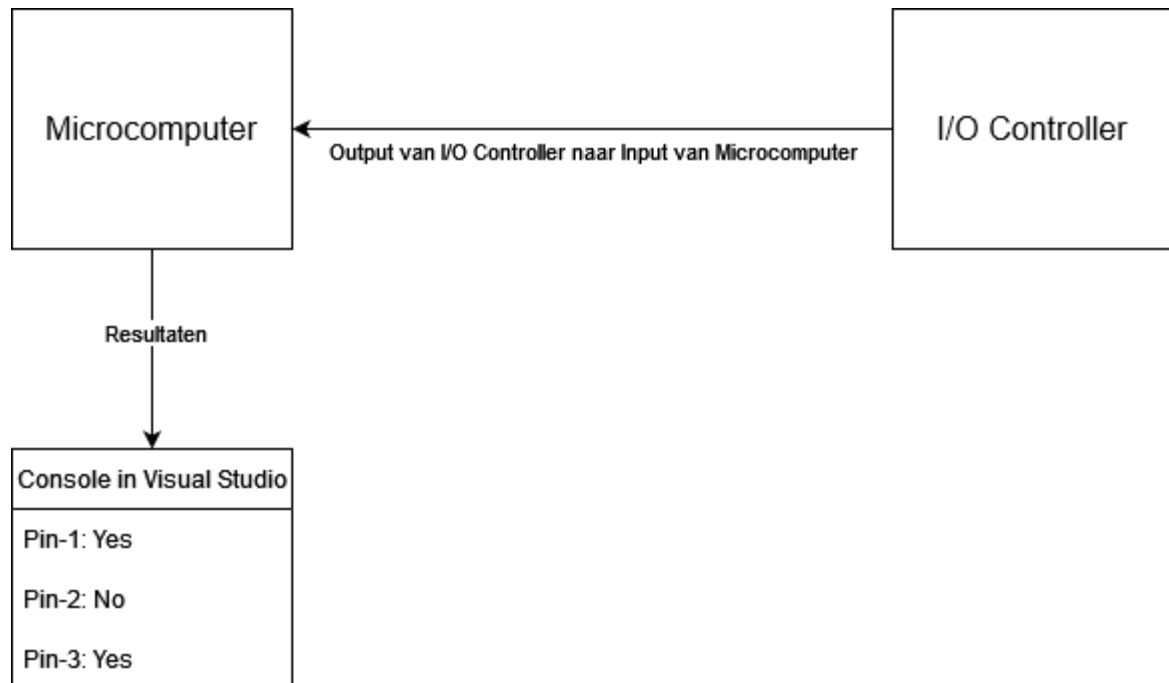 Microcomputer
I/O Controller
Output van I/O Controller naar Input van Microcomputer
Resultaten
Console in Visual Studio
Pin-1: Yes
Pin-2: No
Pin-3: Yes